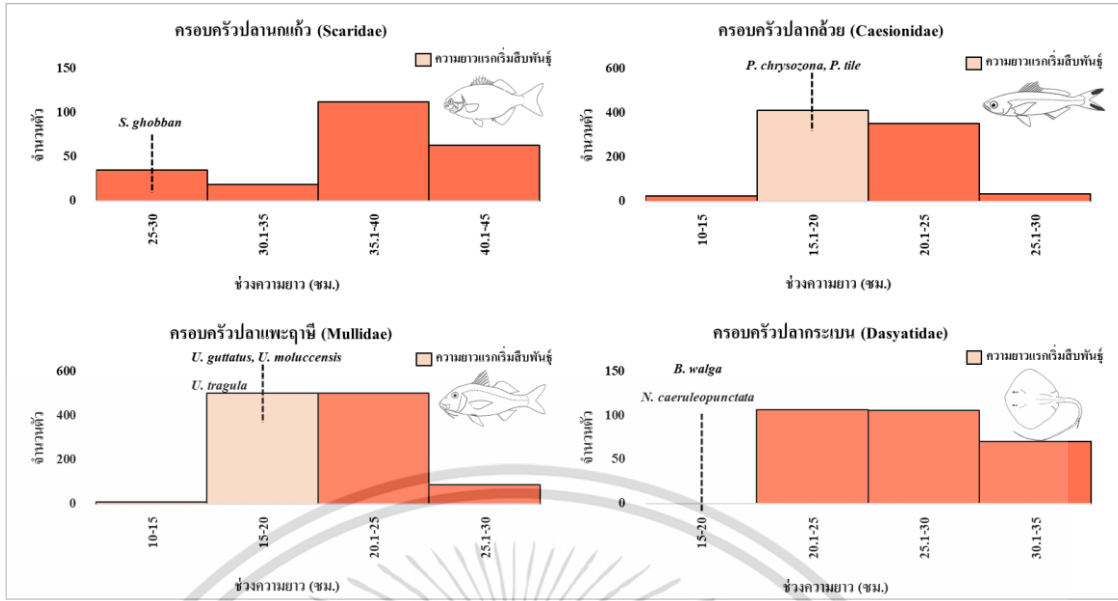 ครอบครัวปลานกแก้ว (Scaridae)
ความยาวแรกเริ่มสืบพันธุ์
จำนวนตัว
150
100
50
0
S. ghobban
25-30
30.1-35
35.1-40
40.1-45
ช่วงความยาว (ซม.)
ครอบครัวปลากล้วย (Caesionidae)
ความยาวแรกเริ่มสืบพันธุ์
จำนวนตัว
600
400
200
0
P. chrysozona, P. tile
10-15
15.1-20
20.1-25
25.1-30
ช่วงความยาว (ซม.)
ครอบครัวปลาแพะฤๅษี (Mullidae)
ความยาวแรกเริ่มสืบพันธุ์
จำนวนตัว
600
400
200
0
U. guttatus, U. moluccensis
U. tragula
10-15
15-20
20.1-25
25.1-30
ช่วงความยาว (ซม.)
ครอบครัวปลากระเบน (Dasyatidae)
ความยาวแรกเริ่มสืบพันธุ์
จำนวนตัว
150
100
50
0
B. walga
N. caeruleopunctata
15-20
20.1-25
25.1-30
30.1-35
ช่วงความยาว (ซม.)